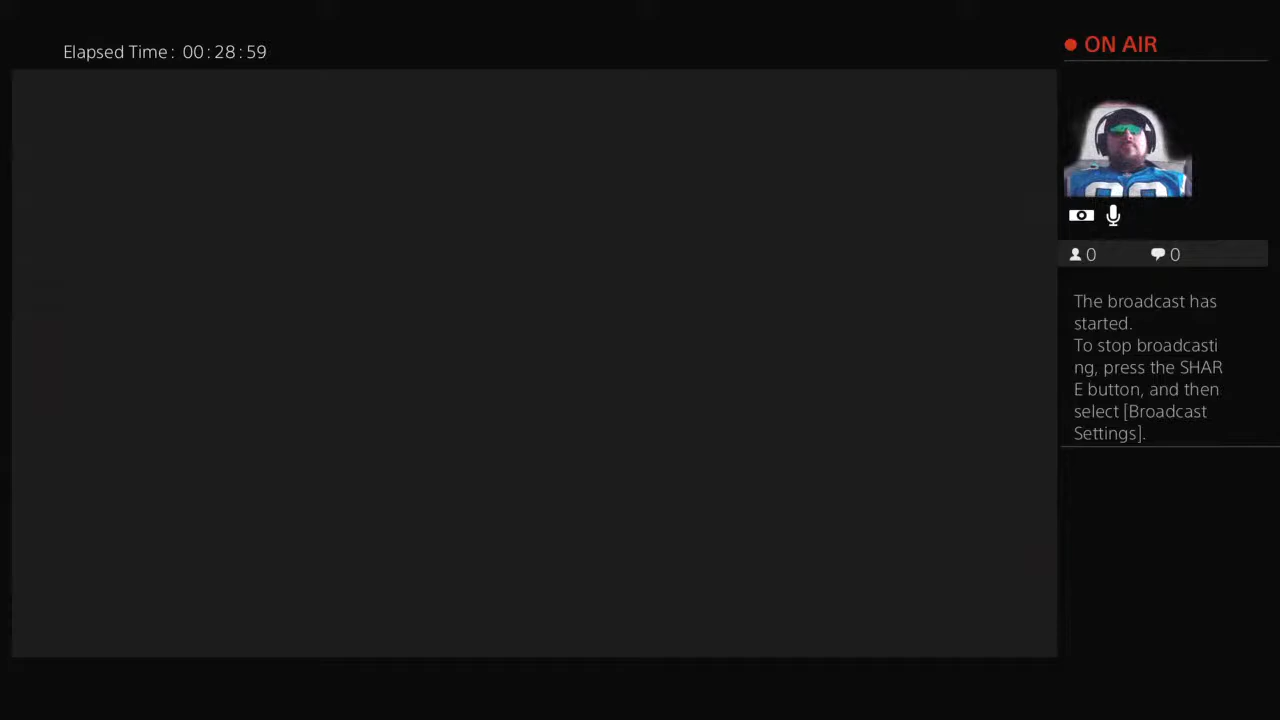 Elapsed Time: 00:28:59
ON AIR
0 0
The broadcast has
started.
To stop broadcasti
ng, press the SHAR
E button, and then
select [Broadcast
Settings].